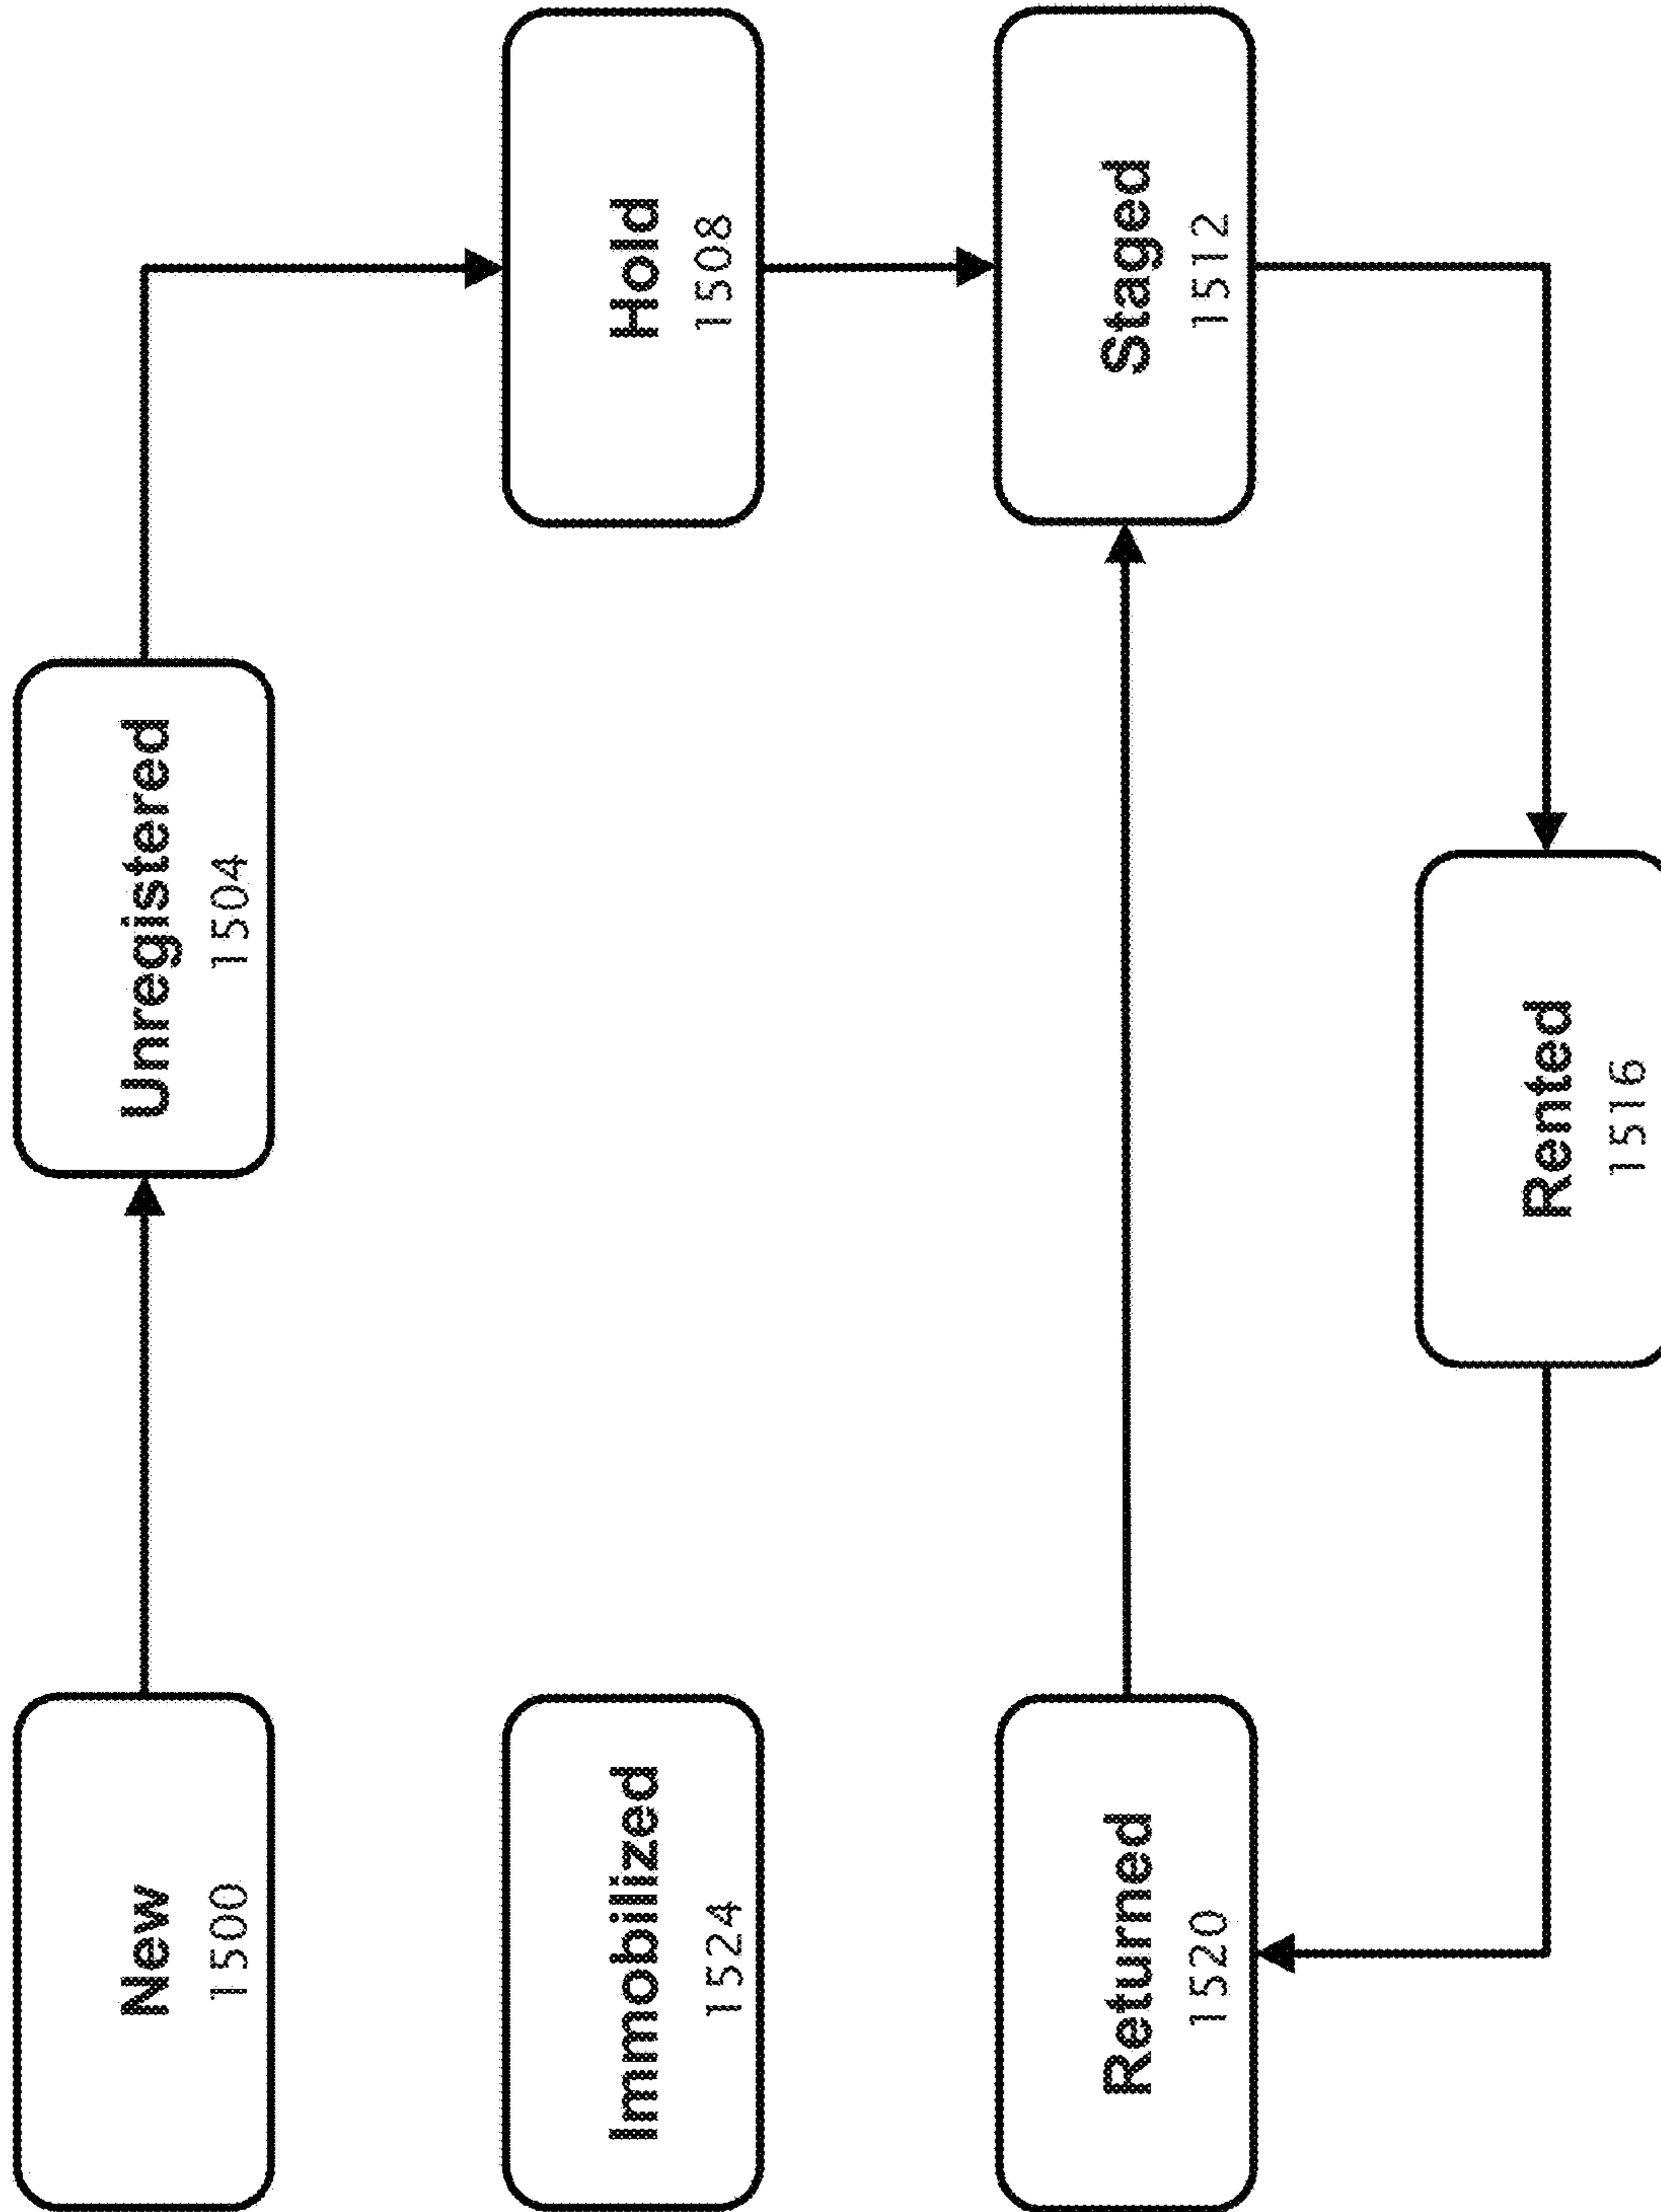 New
1500
Unregistered
1504
Immobilized
1524
Hold
1508
Returned
1520
Staged
1512
Rented
1516